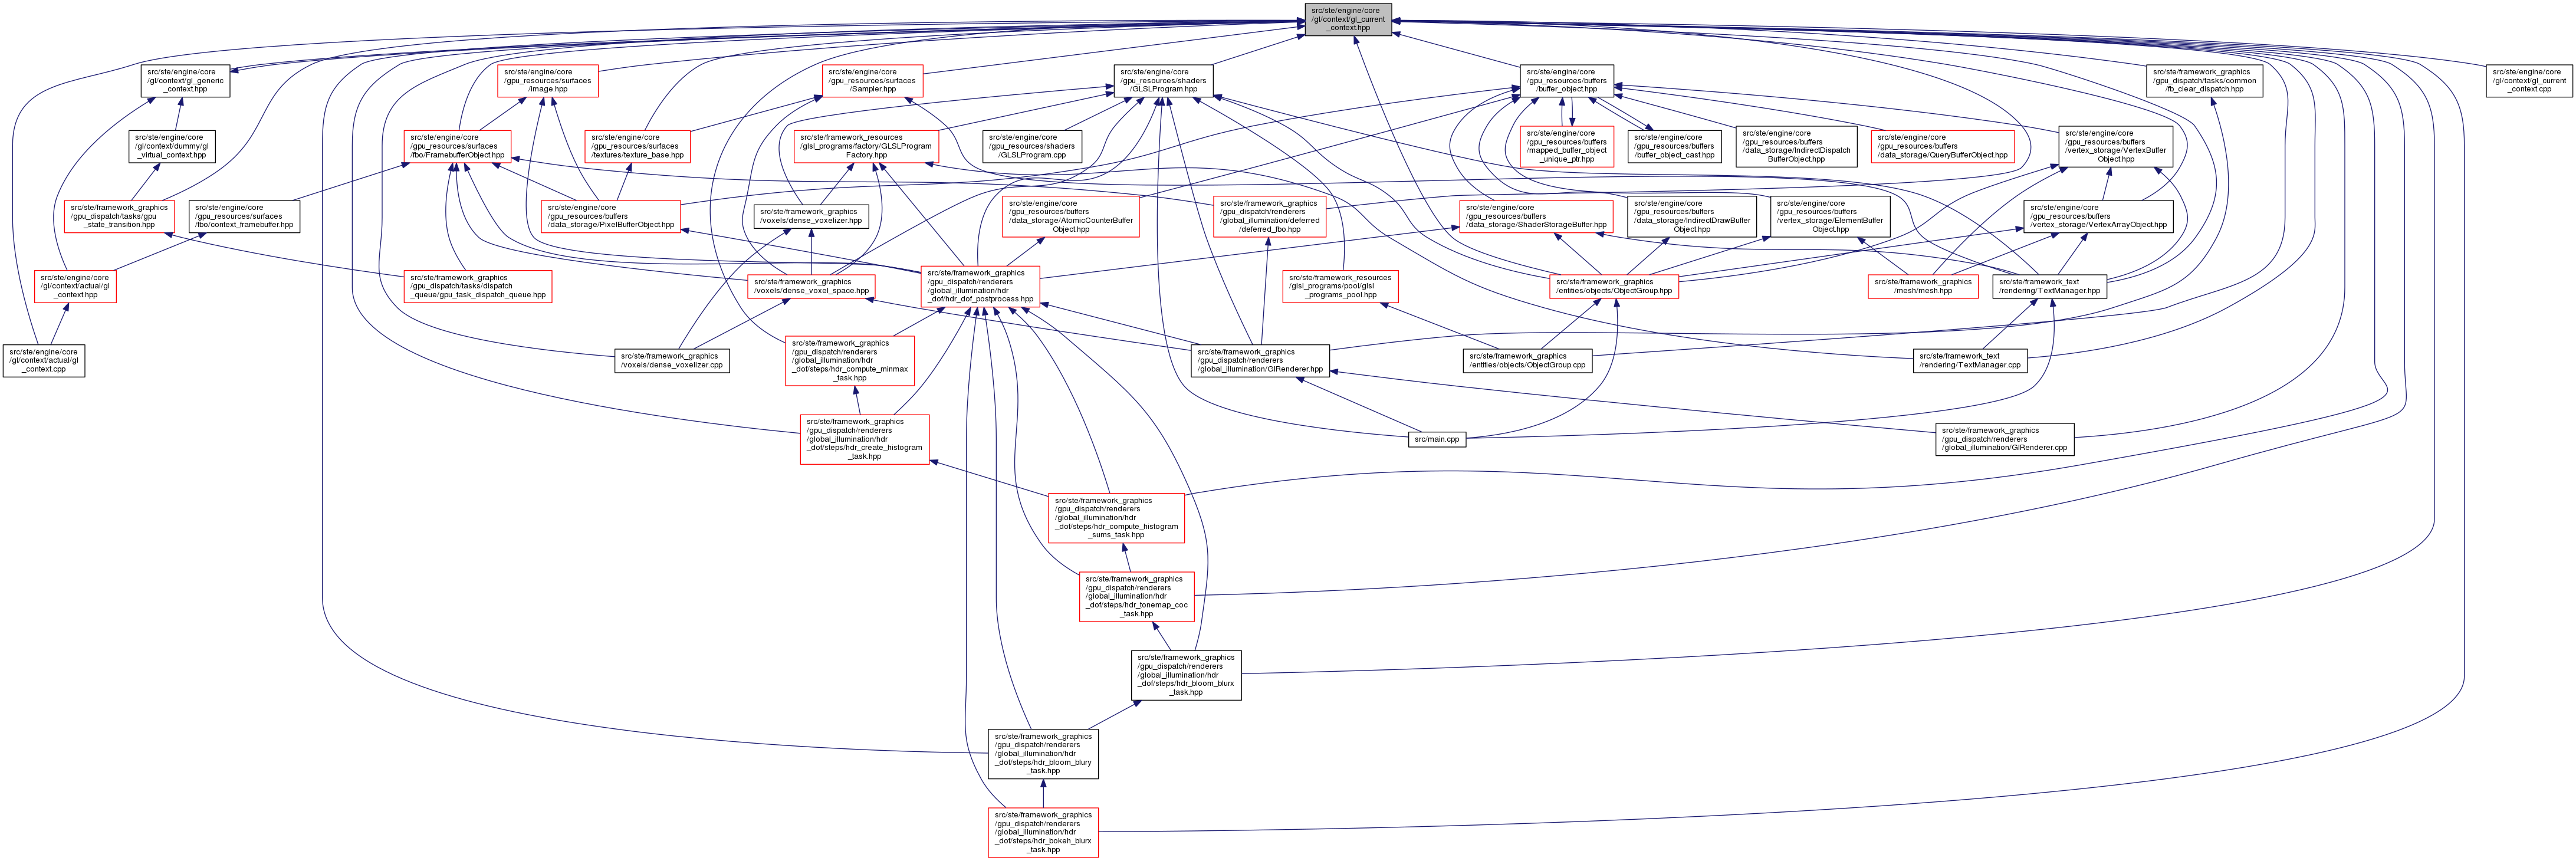 src/ste/engine/core
/gl/context/gl_current
_context.hpp
src/ste/engine/core
/gl/context/gl_generic
_context.hpp
src/ste/engine/core
/gpu_resources/surfaces
/image.hpp
src/ste/engine/core
/gpu_resources/surfaces
/Sampler.hpp
src/ste/engine/core
/gpu_resources/shaders
/GLSLProgram.hpp
src/ste/engine/core
/gpu_resources/buffers
/buffer_object.hpp
src/ste/framework_graphics
/gpu_dispatch/tasks/common
/fb_clear_dispatch.hpp
src/ste/engine/core
/gl/context/gl_current
_context.cpp
src/ste/engine/core
/gl/context/dummy/gl
_virtual_context.hpp
src/ste/engine/core
/gpu_resources/surfaces
/fbo/FramebufferObject.hpp
src/ste/engine/core
/gpu_resources/surfaces
/textures/texture_base.hpp
src/ste/framework_resources
/glsl_programs/factory/GLSLProgram
Factory.hpp
src/ste/engine/core
/gpu_resources/shaders
/GLSLProgram.cpp
src/ste/engine/core
/gpu_resources/buffers
/mapped_buffer_object
_unique_ptr.hpp
src/ste/engine/core
/gpu_resources/buffers
/buffer_object_cast.hpp
src/ste/engine/core
/gpu_resources/buffers
/data_storage/IndirectDispatch
BufferObject.hpp
src/ste/engine/core
/gpu_resources/buffers
/data_storage/QueryBufferObject.hpp
src/ste/engine/core
/gpu_resources/buffers
/vertex_storage/VertexBuffer
Object.hpp
src/ste/framework_graphics
/gpu_dispatch/tasks/gpu
_state_transition.hpp
src/ste/engine/core
/gpu_resources/surfaces
/fbo/context_framebuffer.hpp
src/ste/engine/core
/gpu_resources/buffers
/data_storage/PixelBufferObject.hpp
src/ste/framework_graphics
/voxels/dense_voxelizer.hpp
src/ste/engine/core
/gpu_resources/buffers
/data_storage/AtomicCounterBuffer
Object.hpp
src/ste/framework_graphics
/gpu_dispatch/renderers
/global_illumination/deferred
/deferred_fbo.hpp
src/ste/engine/core
/gpu_resources/buffers
/data_storage/ShaderStorageBuffer.hpp
src/ste/engine/core
/gpu_resources/buffers
/data_storage/IndirectDrawBuffer
Object.hpp
src/ste/engine/core
/gpu_resources/buffers
/vertex_storage/ElementBuffer
Object.hpp
src/ste/engine/core
/gpu_resources/buffers
/vertex_storage/VertexArrayObject.hpp
src/ste/engine/core
/gl/context/actual/gl
_context.hpp
src/ste/framework_graphics
/gpu_dispatch/tasks/dispatch
_queue/gpu_task_dispatch_queue.hpp
src/ste/framework_graphics
/voxels/dense_voxel_space.hpp
src/ste/framework_graphics
/gpu_dispatch/renderers
/global_illumination/hdr
_dof/hdr_dof_postprocess.hpp
src/ste/framework_resources
/glsl_programs/pool/glsl
_programs_pool.hpp
src/ste/framework_graphics
/entities/objects/ObjectGroup.hpp
src/ste/framework_graphics
/mesh/mesh.hpp
src/ste/framework_text
/rendering/TextManager.hpp
src/ste/engine/core
/gl/context/actual/gl
_context.cpp
src/ste/framework_graphics
/voxels/dense_voxelizer.cpp
src/ste/framework_graphics
/gpu_dispatch/renderers
/global_illumination/hdr
_dof/steps/hdr_compute_minmax
_task.hpp
src/ste/framework_graphics
/gpu_dispatch/renderers
/global_illumination/GIRenderer.hpp
src/ste/framework_graphics
/entities/objects/ObjectGroup.cpp
src/ste/framework_text
/rendering/TextManager.cpp
src/ste/framework_graphics
/gpu_dispatch/renderers
/global_illumination/hdr
_dof/steps/hdr_create_histogram
_task.hpp
src/main.cpp
src/ste/framework_graphics
/gpu_dispatch/renderers
/global_illumination/GIRenderer.cpp
src/ste/framework_graphics
/gpu_dispatch/renderers
/global_illumination/hdr
_dof/steps/hdr_compute_histogram
_sums_task.hpp
src/ste/framework_graphics
/gpu_dispatch/renderers
/global_illumination/hdr
_dof/steps/hdr_tonemap_coc
_task.hpp
src/ste/framework_graphics
/gpu_dispatch/renderers
/global_illumination/hdr
_dof/steps/hdr_bloom_blurx
_task.hpp
src/ste/framework_graphics
/gpu_dispatch/renderers
/global_illumination/hdr
_dof/steps/hdr_bloom_blury
_task.hpp
src/ste/framework_graphics
/gpu_dispatch/renderers
/global_illumination/hdr
_dof/steps/hdr_bokeh_blurx
_task.hpp